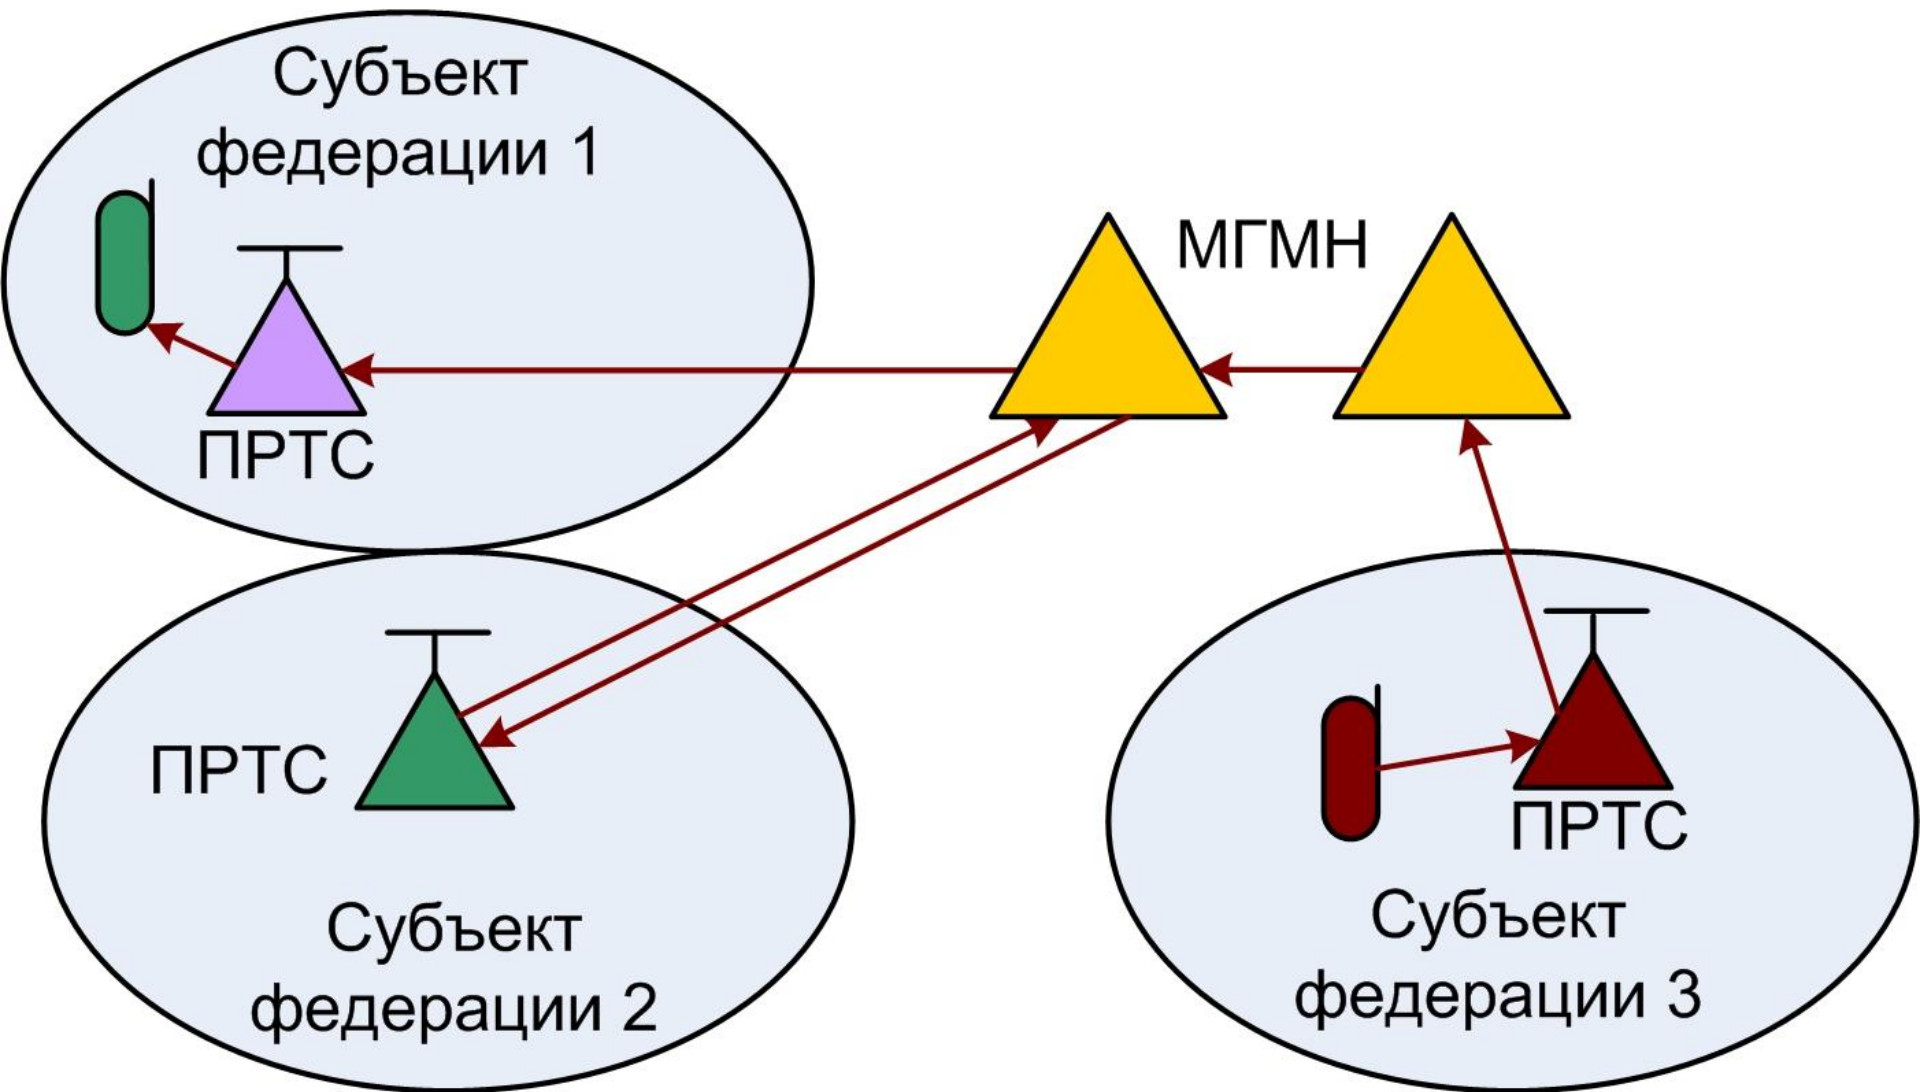 Субъект
федерации 1
ПРТС
МГМН
ПРТС
Субъект
федерации 2
ПРТС
Субъект
федерации 3